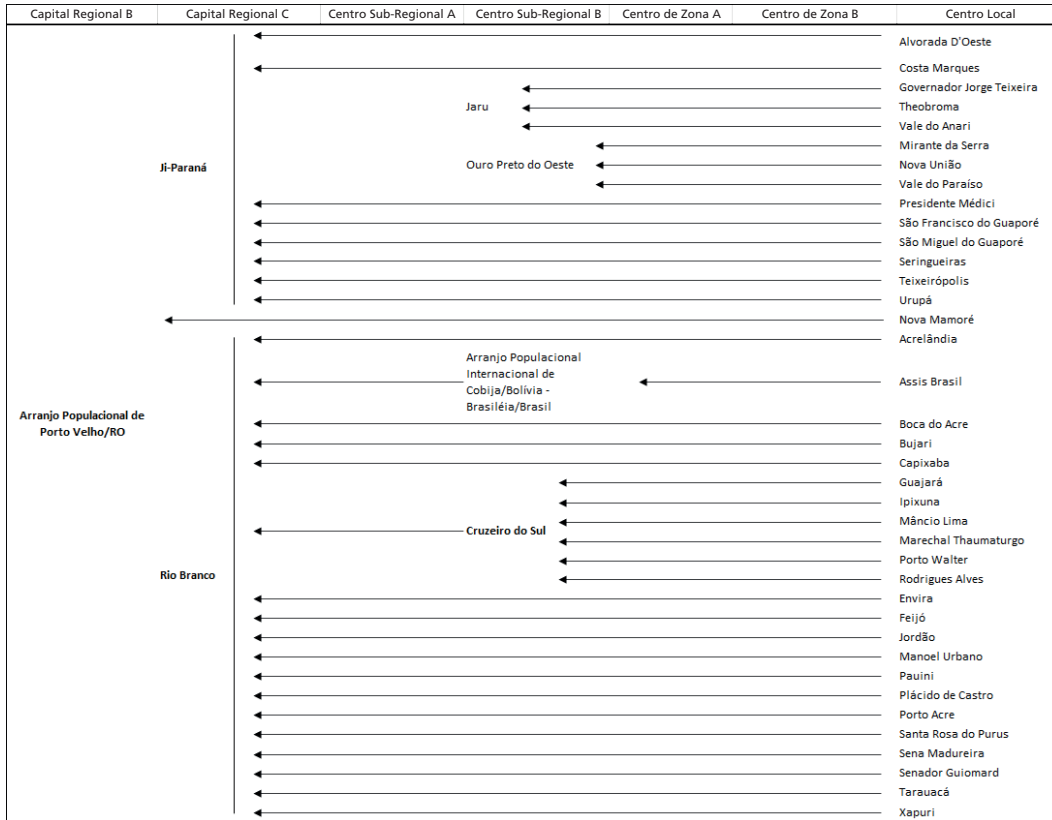 Capital Regional B Capital Regional C Centro Sub-Regional A Centro Sub-Regional B Centro de Zona A Centro de Zona B Centro Local
Alvorada D'Oeste
Costa Marques
Governador Jorge Teixeira
Jaru Theobroma
Vale do Anari
Mirante da Serra
Ji-Paraná Ouro Preto do Oeste Nova União
Vale do Paraíso
Presidente Médici
São Francisco do Guaporé
São Miguel do Guaporé
Seringueiras
Teixeirópolis
Urupá
Nova Mamoré
Acrelândia
Arranjo Populacional
Internacional de
Cobija/Bolívia -
Brasiléia/Brasil
Assis Brasil
Arranjo Populacional de
Porto Velho/RO
Boca do Acre
Bujari
Capixaba
Guajará
Ipixuna
Mâncio Lima
Cruzeiro do Sul
Marechal Thaumaturgo
Porto Walter
Rio Branco Rodrigues Alves
Envira
Feijó
Jordão
Manoel Urbano
Pauini
Plácido de Castro
Porto Acre
Santa Rosa do Purus
Sena Madureira
Senador Guiomard
Tarauacá
Xapuri